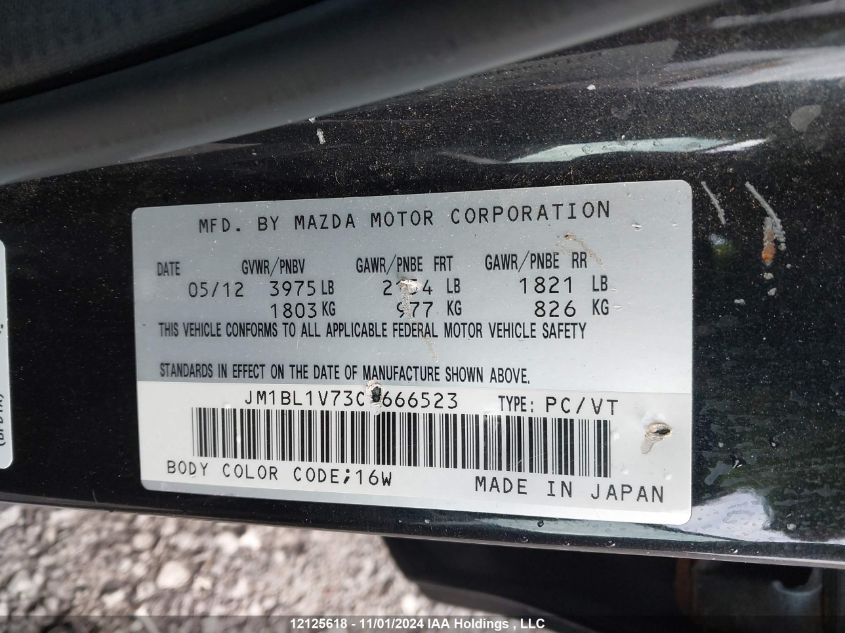 MFD. BY MAZDA MOTOR CORPORATION
DATE GVWR/PNBV GAWR/PNBE FRT GAWR/PNBE RR
05/12 3975 LB LB 1821 LB
1803 KG 977 KG 826 KG
THIS VEHICLE CONFORMS TO ALL APPLICABLE FEDERAL MOTOR VEHICLE SAFETY
STANDARDS IN EFFECT ON THE DATE OF MANUFACTURE SHOWN ABOVE.
TYPE: PC/VT
BODY COLOR CODE;16W MADE IN JAPAN
12125618 - 11/01/2024 IAA Holdings, LLC